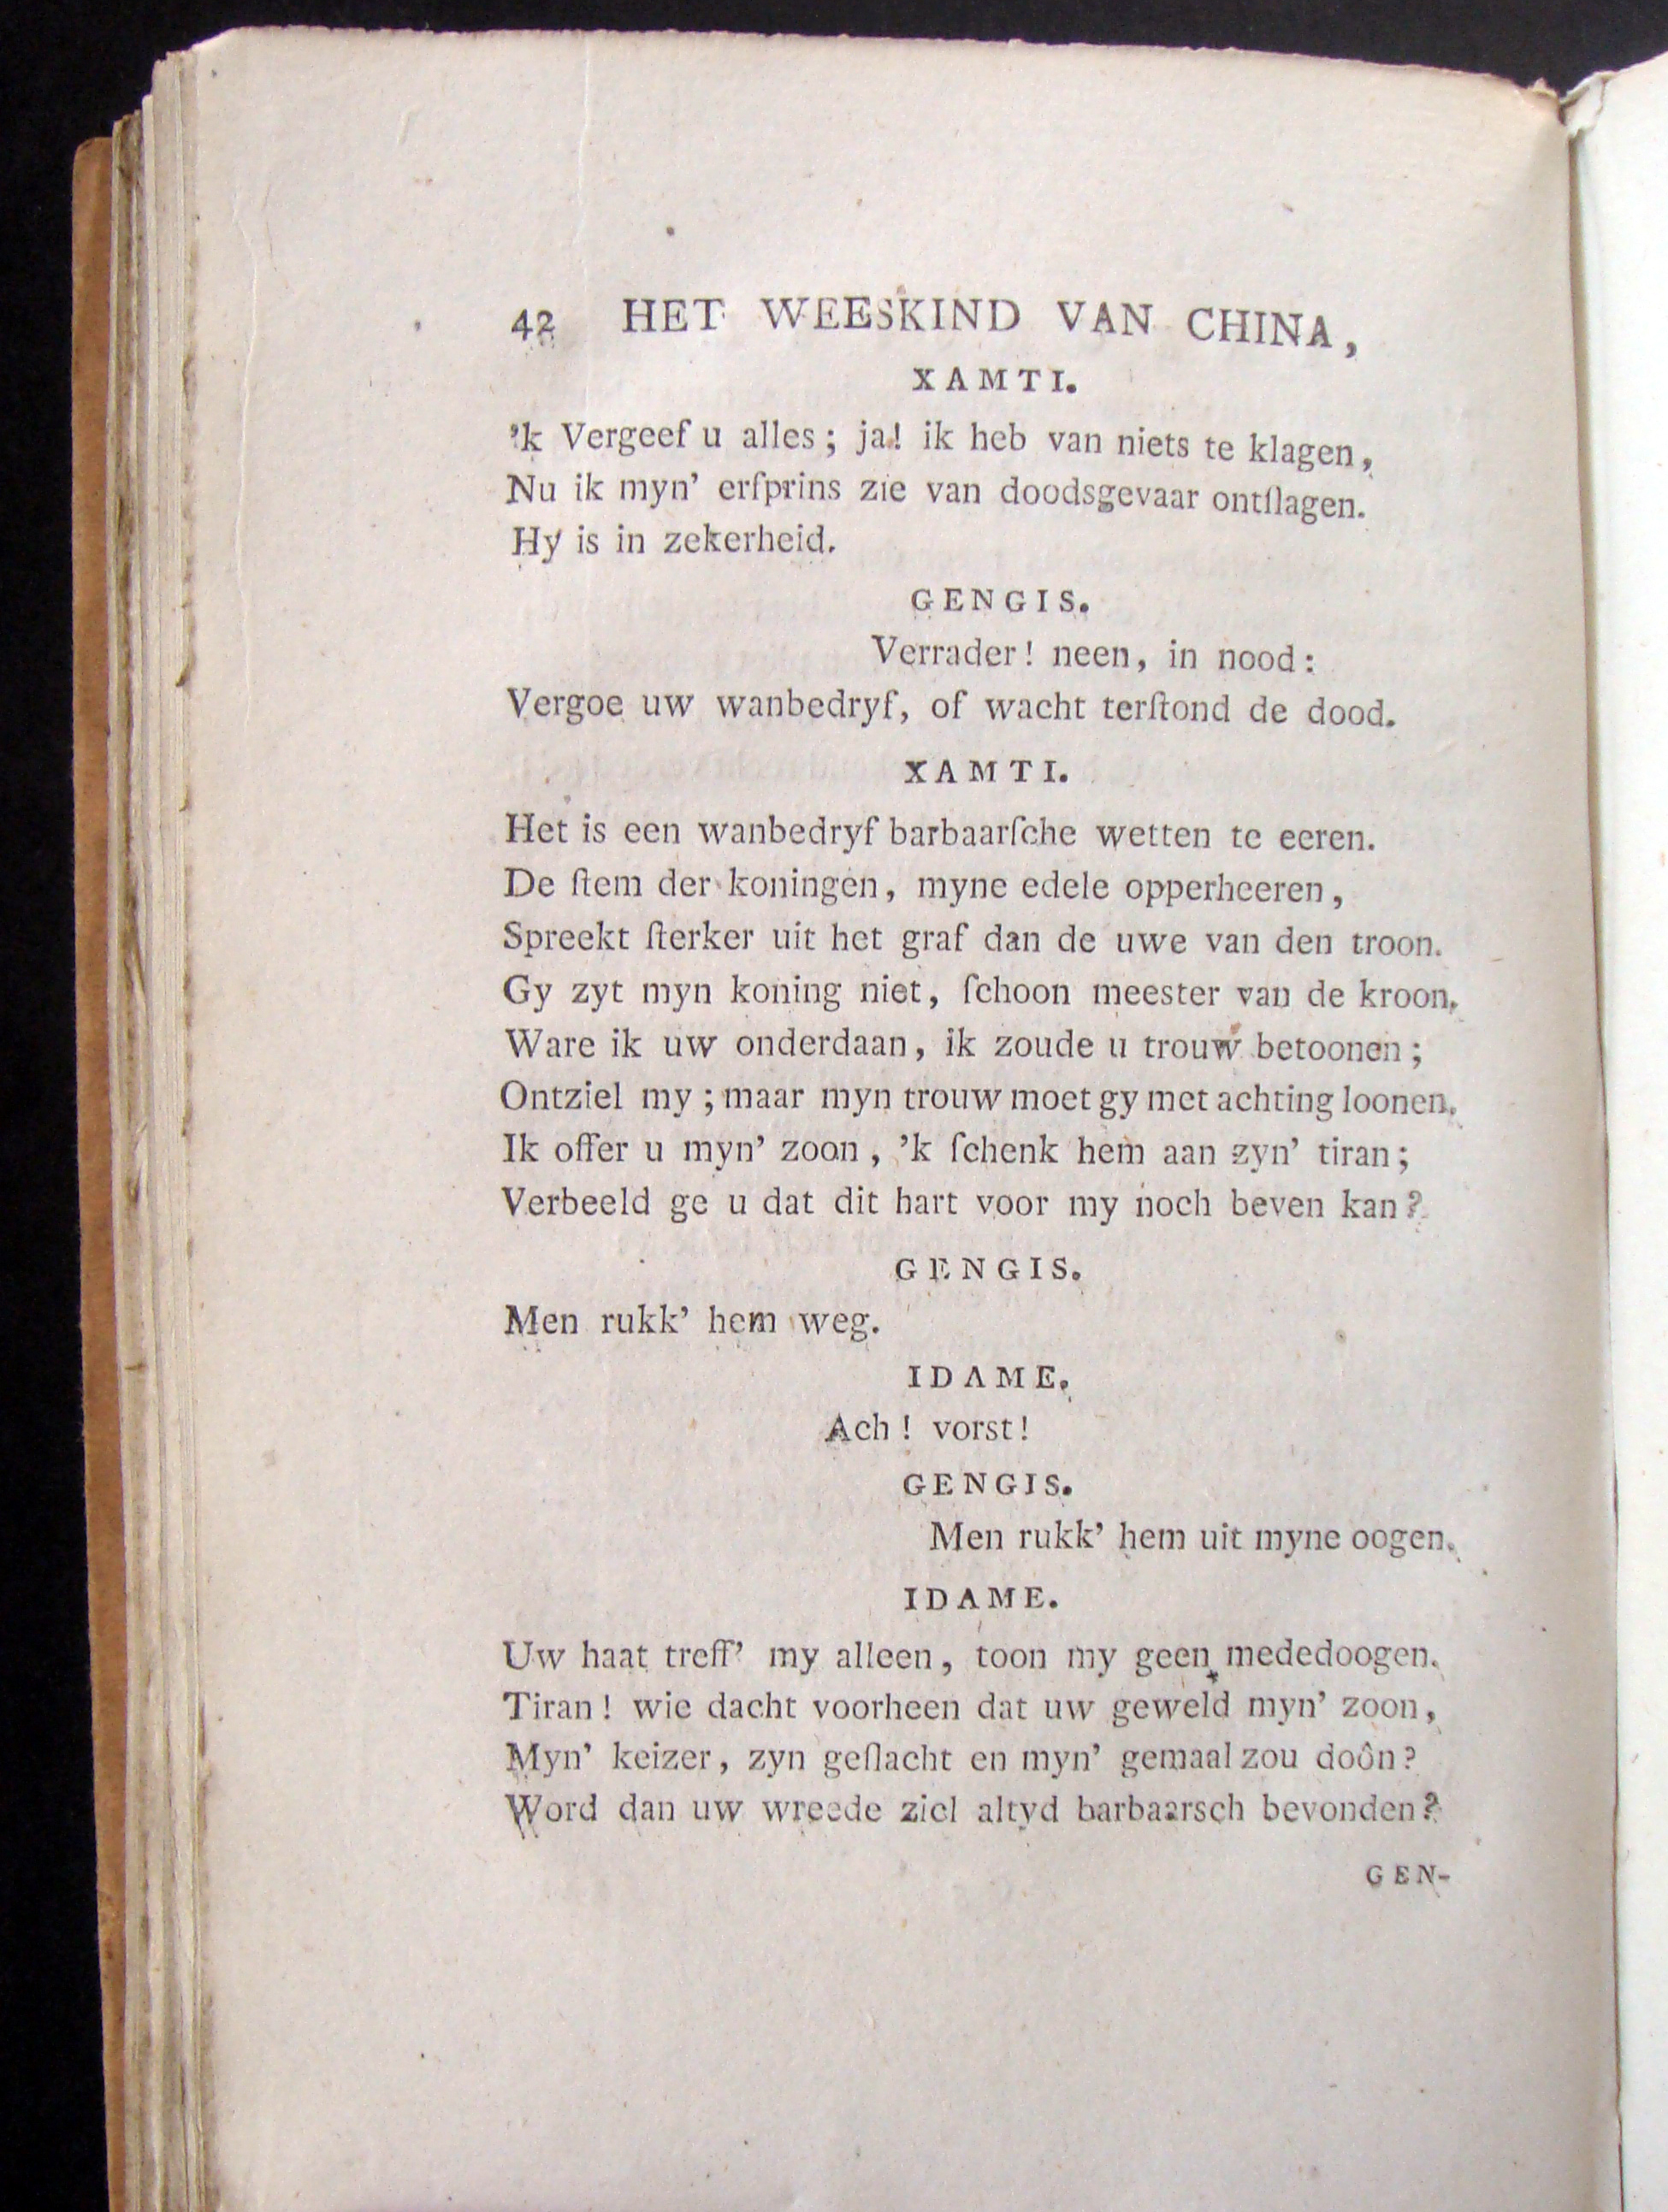 42 HET WEESKIND VAN CHINA,
XAMTI.
'k Vergeef u alles; ja! ik heb van niets te klagen,
Nu ik myn' erfprins zie van doodsgevaar ontſlagen.
Hy is in zekerheid.
GENGIS.
Verrader! neen, in nood:
Vergoe uw wanbedryf, of wacht terſtond de dood.
XAMTI.
Het is een wanbedryf barbaarſche wetten te eeren.
De ſtem der koningen, myne edele opperheeren,
Spreekt ſterker uit het graf dan de uwe van den troon.
Gy zyt myn koning niet, ſchoon meester van de kroon.
Ware ik uw onderdaan, ik zoude u trouw betoonen;
Ontziel my; maar myn trouw moet gy met achting loonen.
Ik offer u myn' zoon, 'k ſchenk hem aan zyn' tiran;
Verbeeld ge u dat dit hart voor my noch beven kan?
GENGIS.
Men rukk' hem weg.
IDAME.
Ach! vorst!
GENGIS.
Men rukk' hem uit myne oogen.
IDAME.
Uw haat treff' my alleen, toon my geen mededoogen.
Tiran! wie dacht voorheen dat uw geweld myn' zoon,
Myn' keizer, zyn geſlacht en myn' gemaal zou doôn?
Word dan uw wreede ziel altyd barbaarsch bevonden?
GEN-